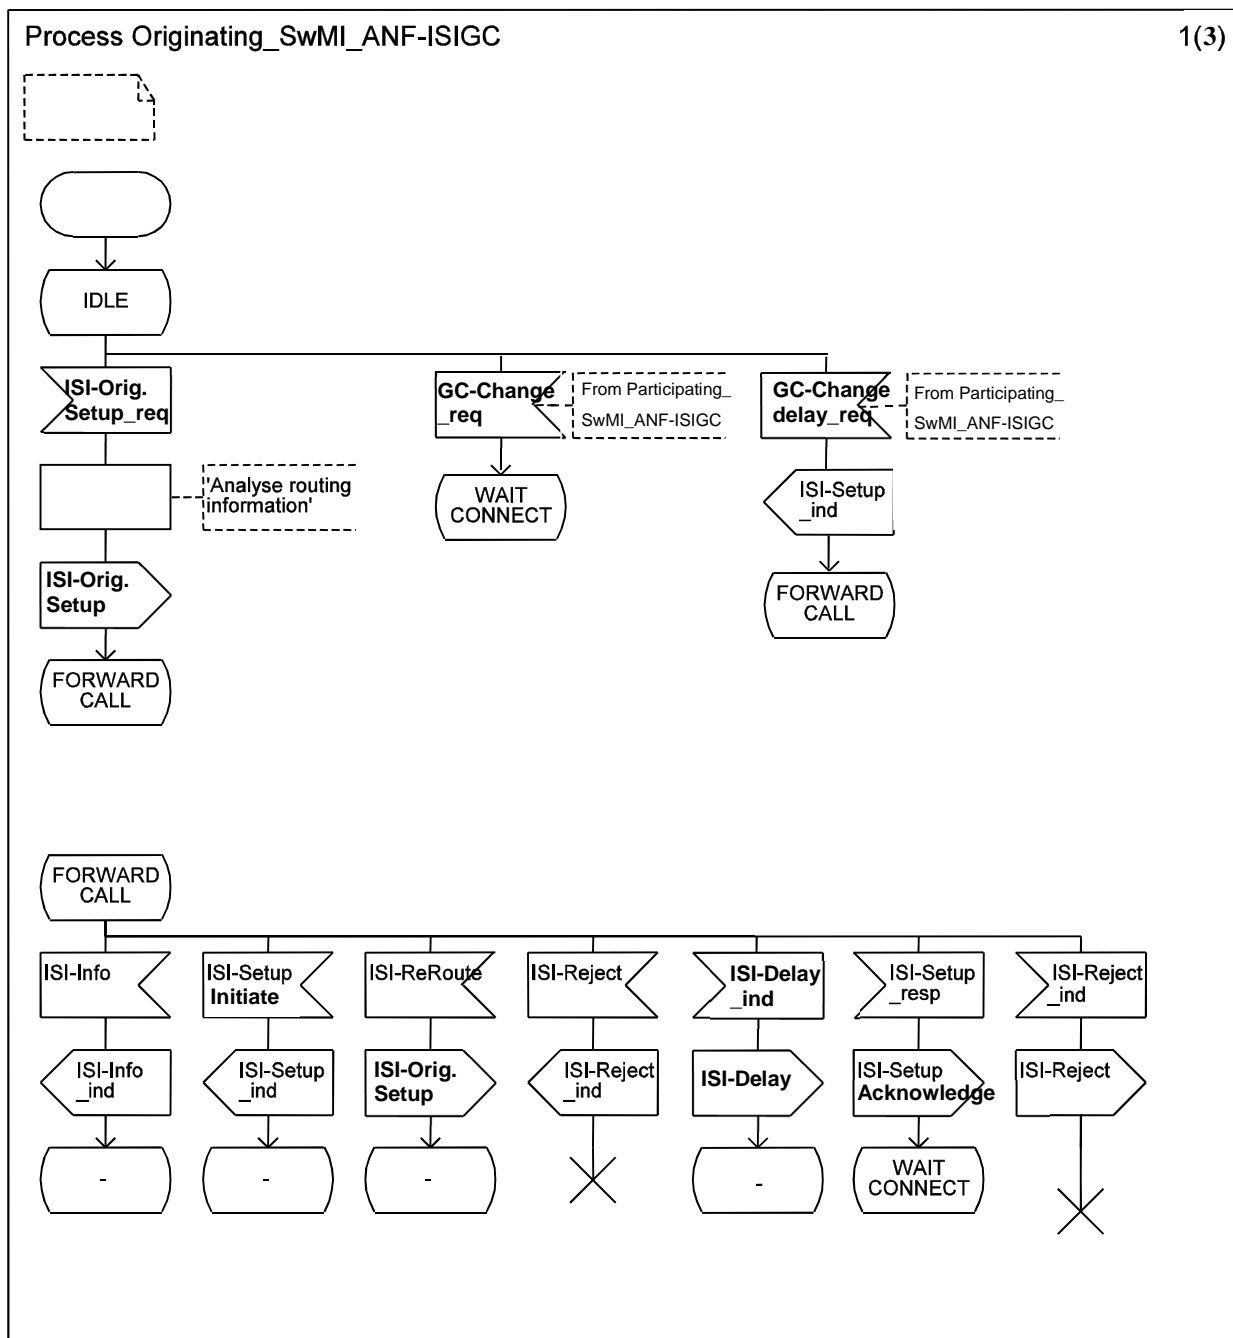 Process Originating_SwMI_ANF-ISIGC
1(3)
IDLE
ISI-Orig.
Setup_req
GC-Change
_req
From Participating_
SwMI_ANF-ISIGC
GC-Change
delay_req
From Participating_
SwMI_ANF-ISIGC
'Analyse routing
information'
WAIT
CONNECT
ISI-Setup
_ind
ISI-Orig.
Setup
FORWARD
CALL
FORWARD
CALL
FORWARD
CALL
ISI-Info
ISI-Setup
Initiate
ISI-ReRoute
ISI-Reject
ISI-Delay
_ind
ISI-Setup
_resp
ISI-Reject
_ind
ISI-Info
_ind
ISI-Setup
_ind
ISI-Orig.
Setup
ISI-Reject
_ind
ISI-Delay
ISI-Setup
Acknowledge
ISI-Reject
-
-
-
-
WAIT
CONNECT